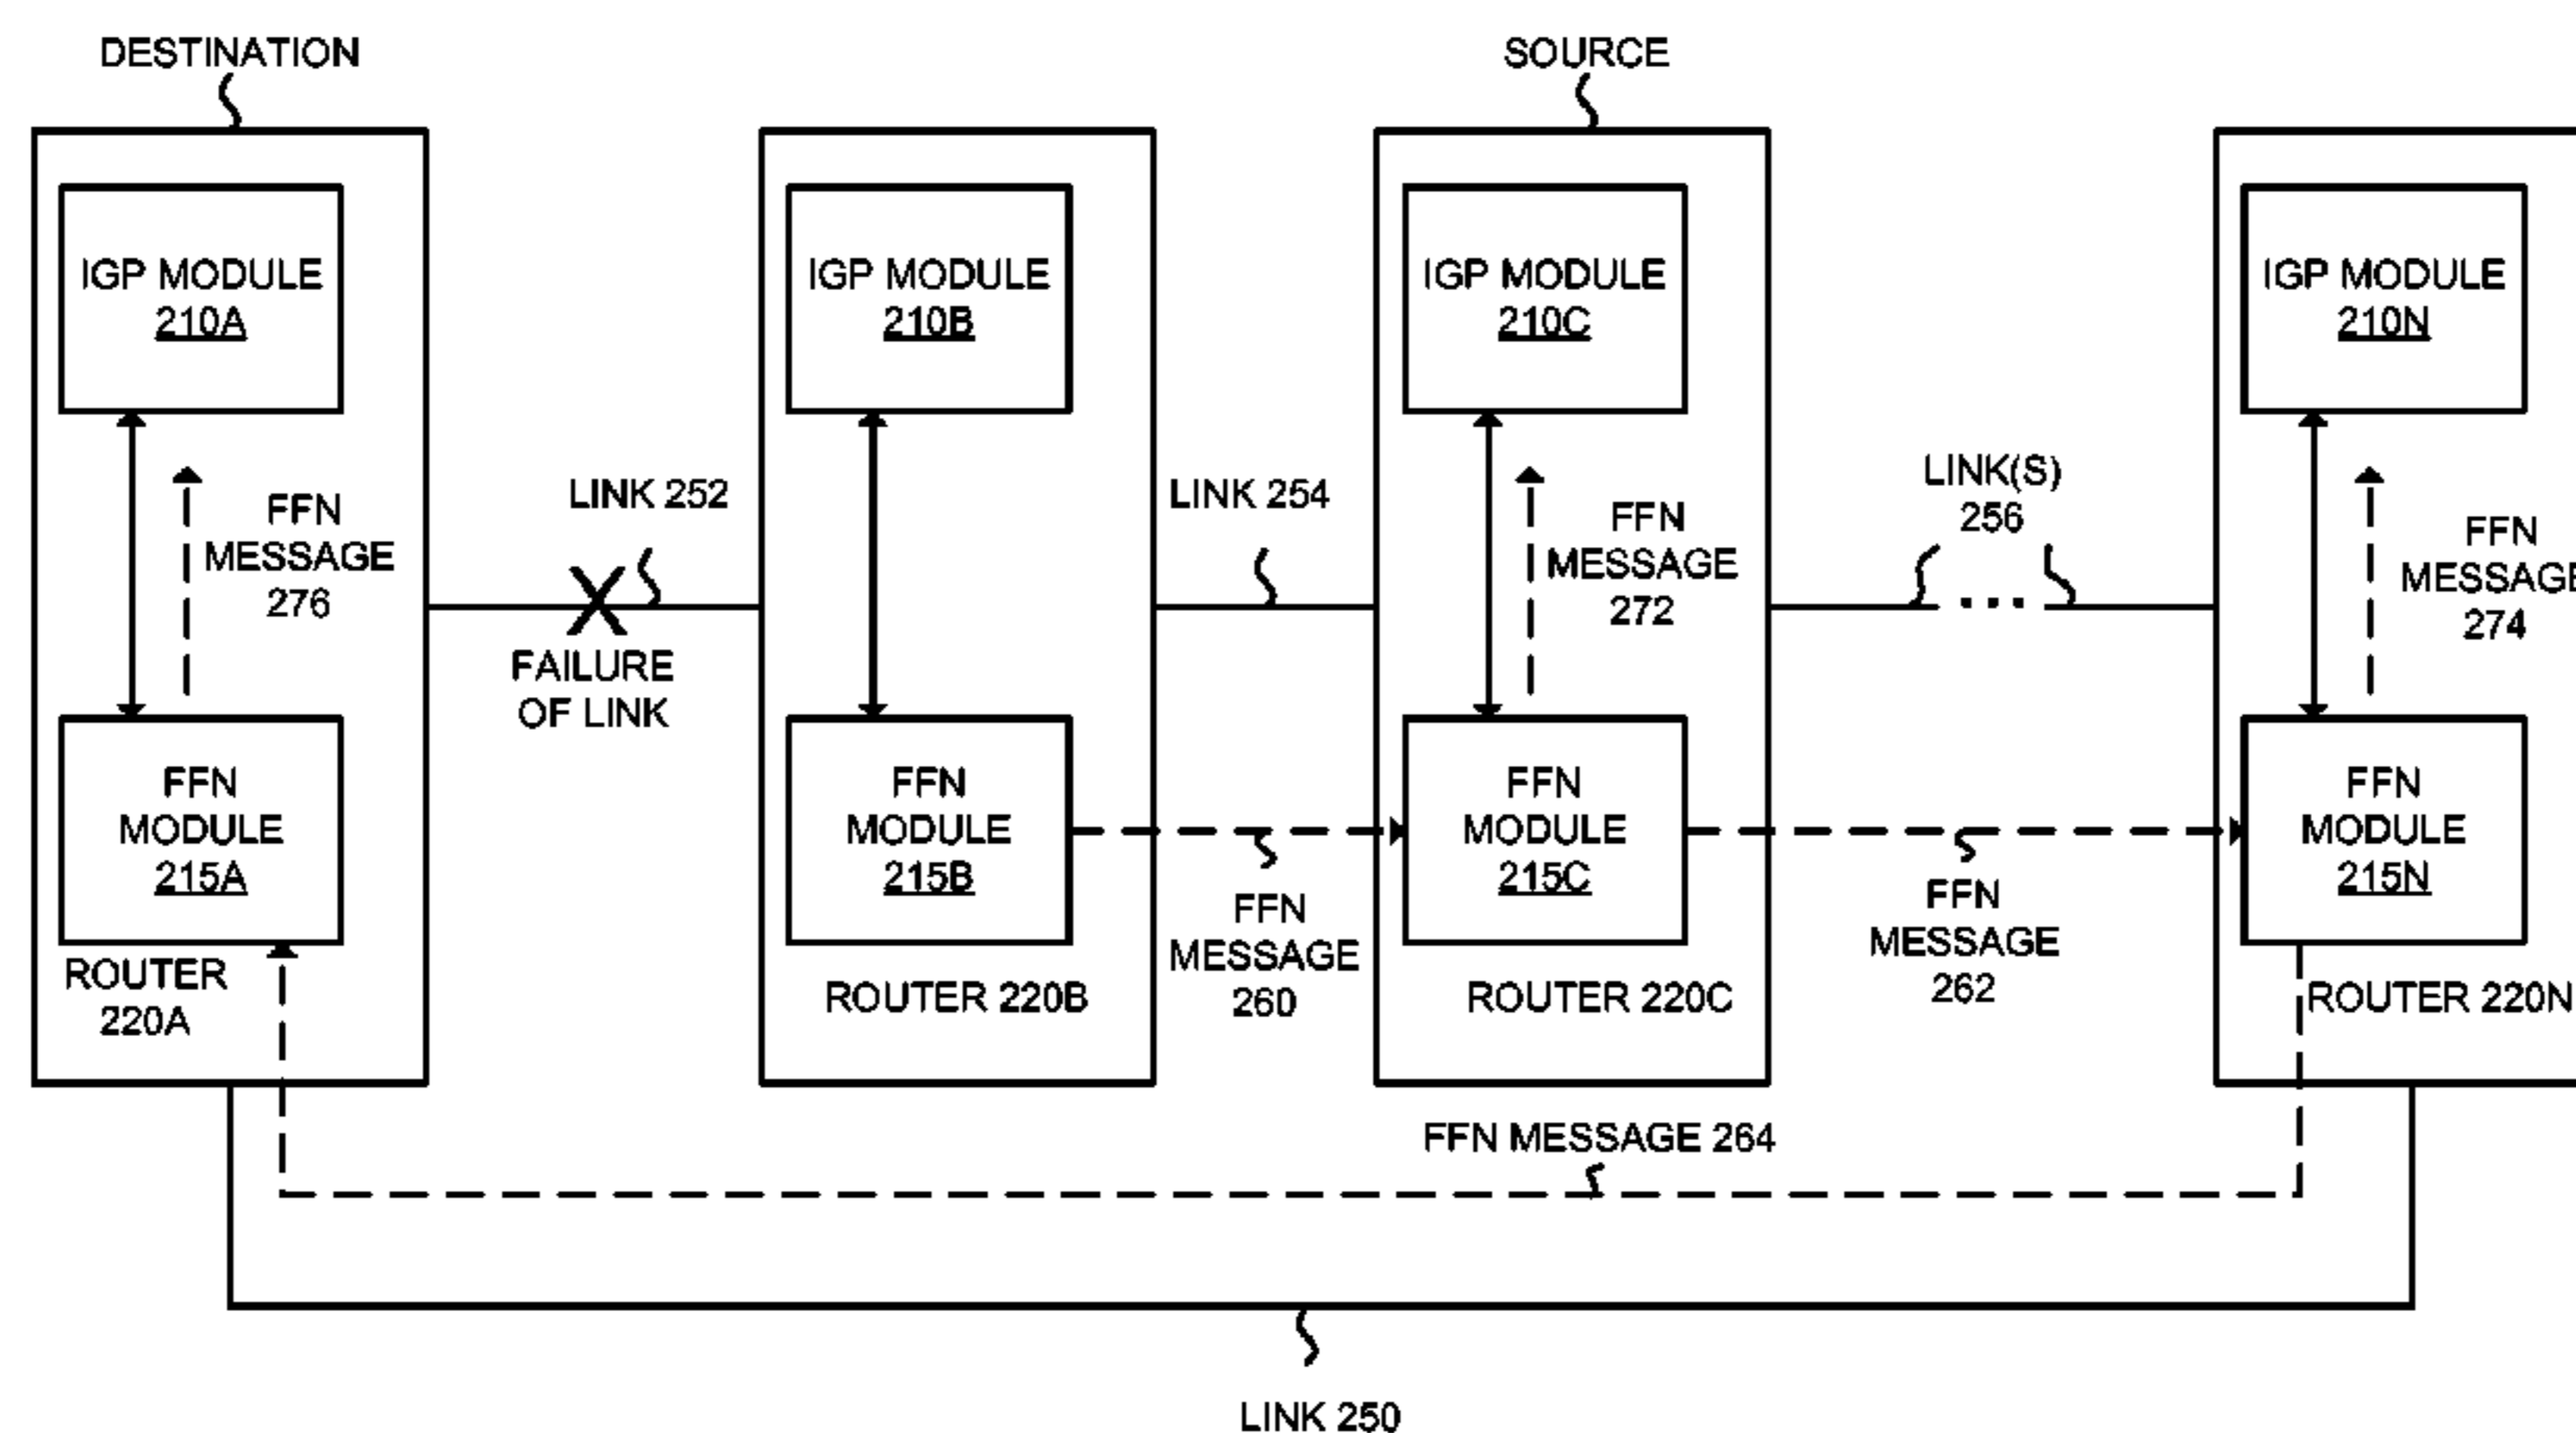 DESTINATION
SOURCE
IGP MODULE
210A
IGP MODULE
210B
IGP MODULE
210C
IGP MODULE
210N
FFN
MESSAGE
276
LINK 252
LINK 254
FFN
MESSAGE
272
LINK(S)
256
FFN
MESSAGE
274
FAILURE
OF LINK
FFN
MODULE
215A
FFN
MODULE
215B
FFN
MODULE
215C
FFN
MODULE
215N
ROUTER
220A
ROUTER 220B
FFN
MESSAGE
260
ROUTER 220C
FFN
MESSAGE
262
ROUTER 220N
FFN MESSAGE 264
LINK 250